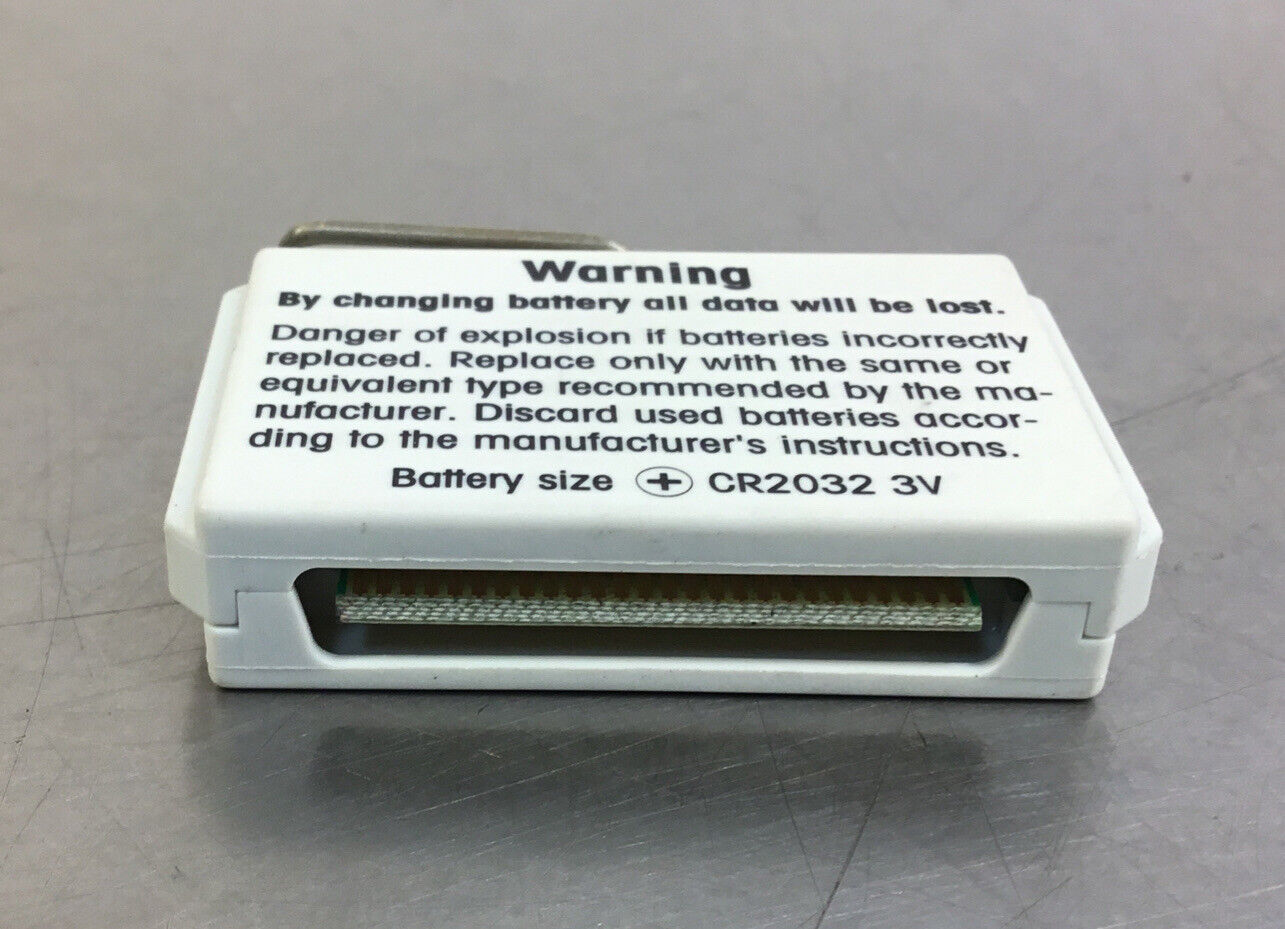 Warning
By changing battery all data will be lost.
Danger of explosion if batteries incorrectly
replaced. Replace only with the same or
equivalent type recommended by the ma-
nufacturer. Discard used batteries accor-
ding to the manufacturer's instructions.
Battery size + CR2032 3V